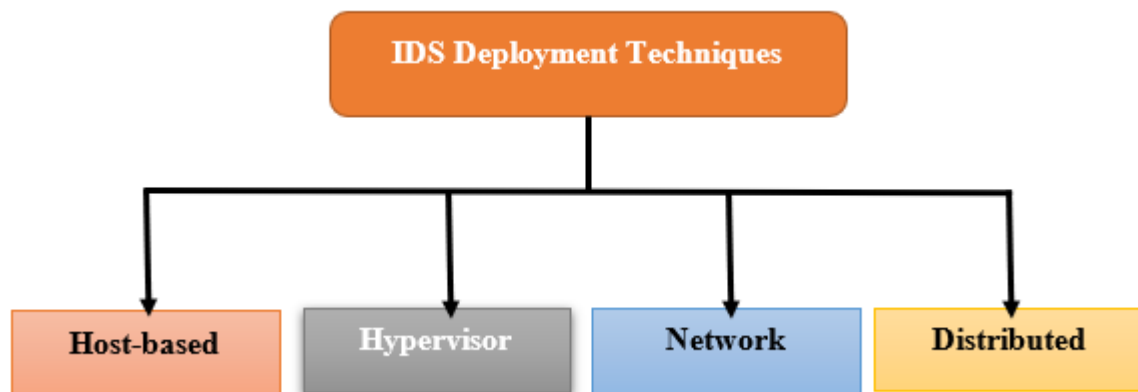 IDS Deployment Techniques
Host-based
Hypervisor
Network
Distributed